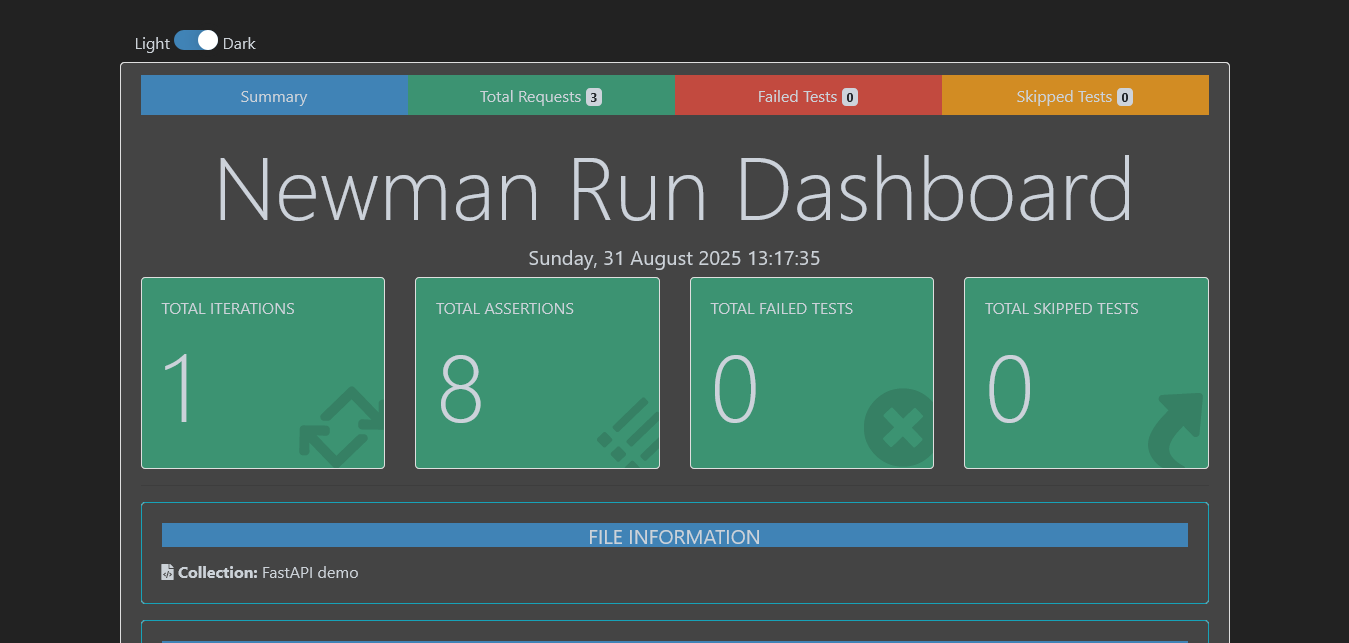 Light Dark
Summary Total Requests 3 Failed Tests 0 Skipped Tests 0
Newman Run Dashboard
Sunday, 31 August 2025 13:17:35
TOTAL ITERATIONS TOTAL ASSERTIONS TOTAL FAILED TESTS TOTAL SKIPPED TESTS
1 8 0 0
FILE INFORMATION
Collection: FastAPI demo